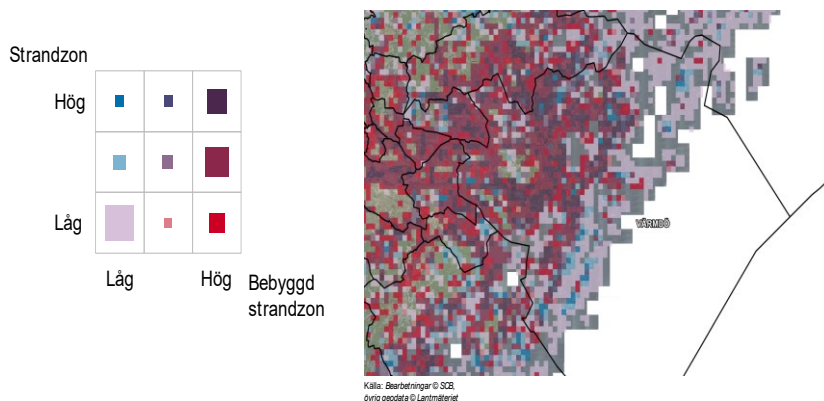 Strandzon
Hög
Låg
Låg
Hög
Bebyggd
strandzon
VÄRMDÖ
Källa: Bearbetningar © SCB,
övrig geodata © Lantmäteriet